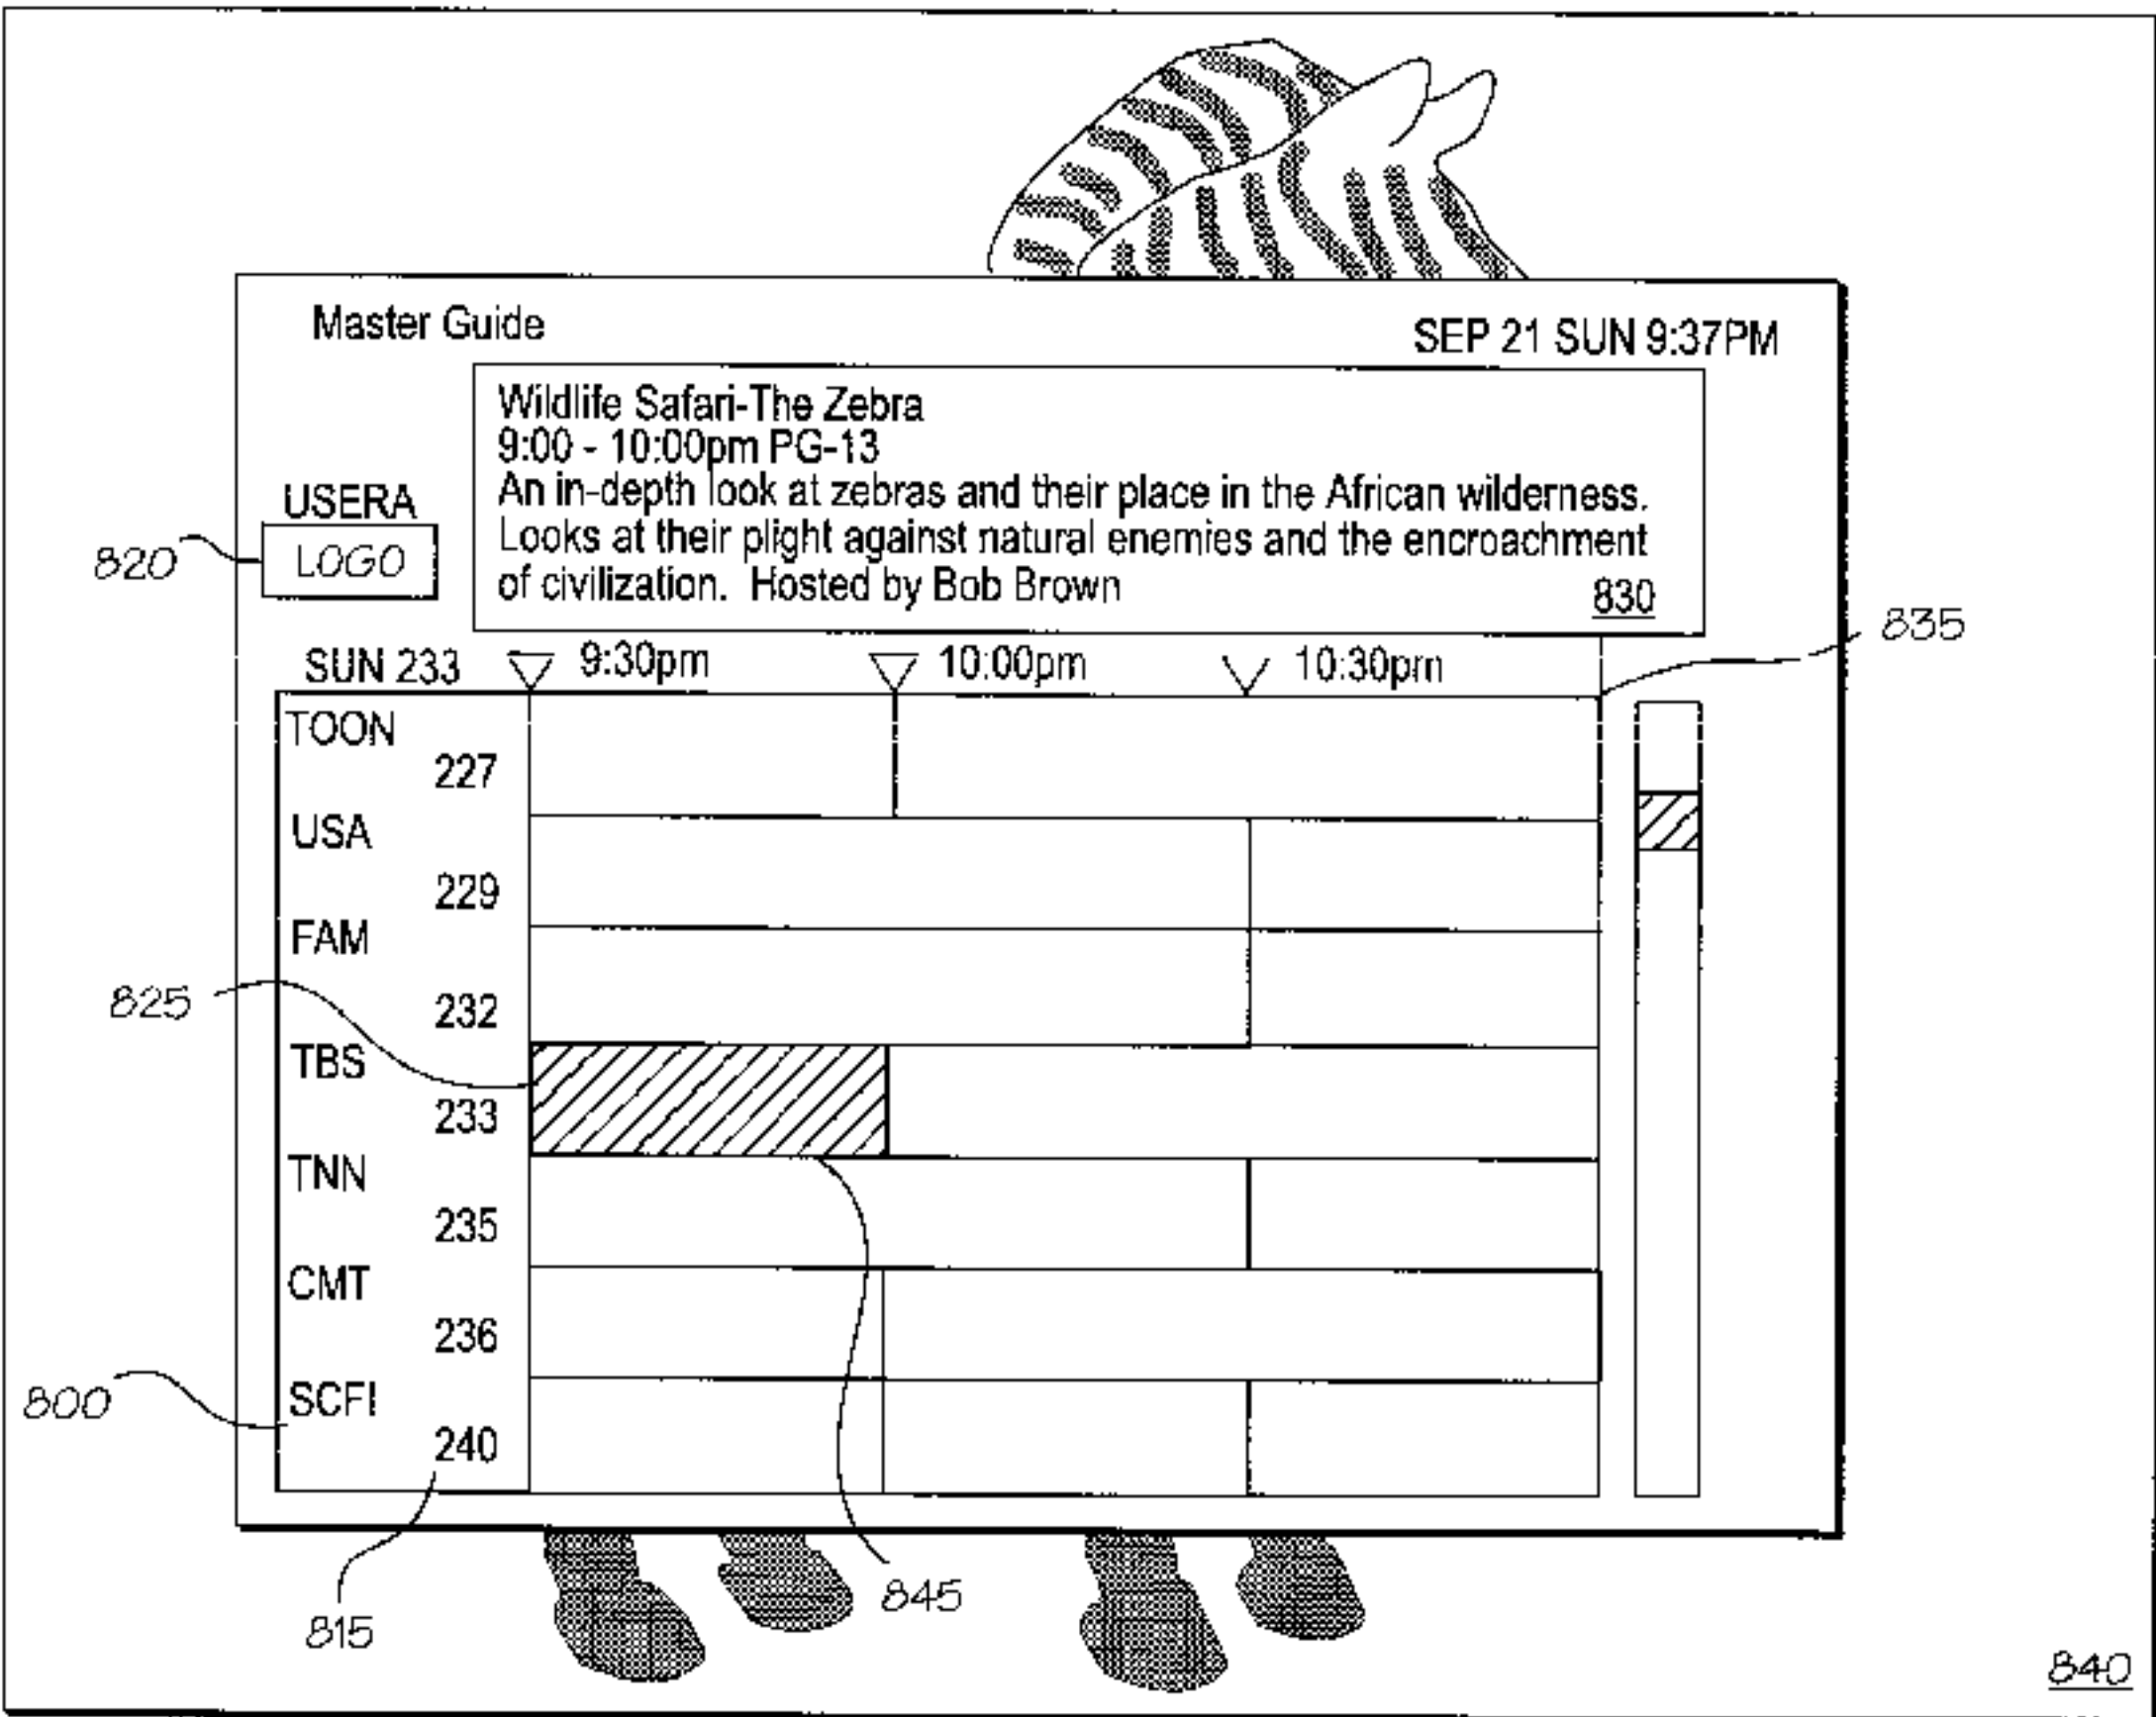 Master Guide
SEP 21 SUN 9:37PM
Wildlife Safari-The Zebra
9:00 - 10:00pm PG-13
An in-depth look at zebras and their place in the African wilderness.
Looks at their plight against natural enemies and the encroachment
of civilization. Hosted by Bob Brown
830
USERA
LOGO
820
835
SUN 233 9:30pm 10:00pm 10:30pm
TOON
227
USA
229
FAM
232
825
TBS
233
TNN
235
CMT
236
800
SCFI
240
815
845
840